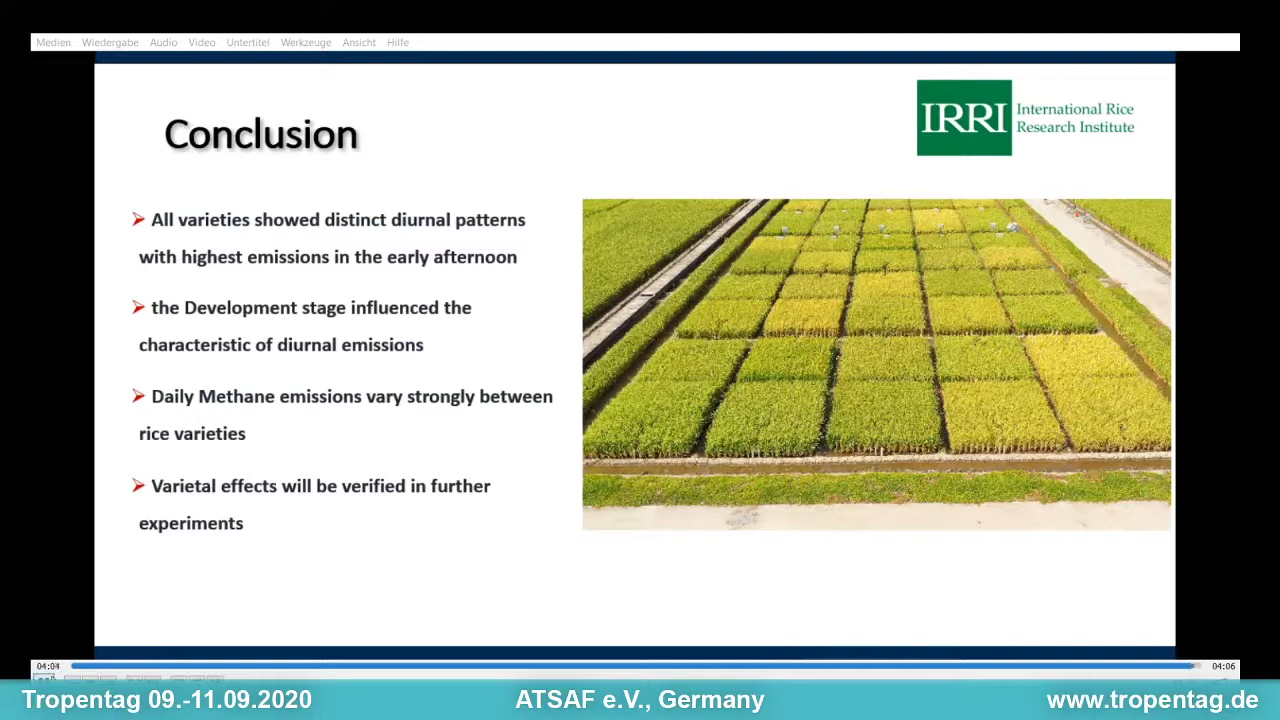 Medien Wiedergabe Audio Video Untertitel Werkzeuge Ansicht Hilfe
Conclusion
IRRI
International Rice
Research Institute
All varieties showed distinct diurnal patterns
with highest emissions in the early afternoon
the Development stage influenced the
characteristic of diurnal emissions
Daily Methane emissions vary strongly between
rice varieties
Varietal effects will be verified in further
experiments
04:04
04:06
Tropentag 09.-11.09.2020
ATSAF e.V., Germany
www.tropentag.de